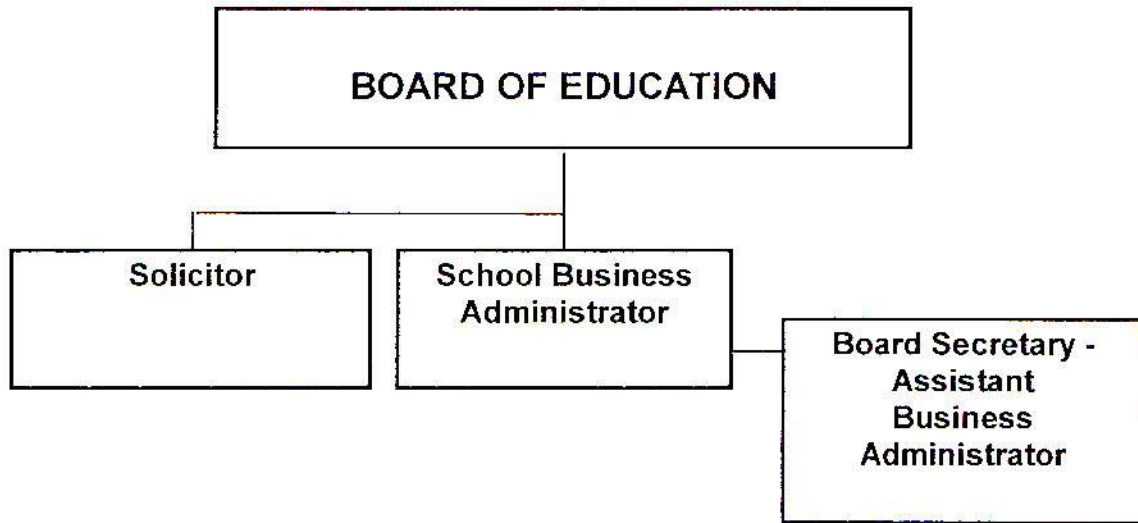 BOARD OF EDUCATION
Solicitor
School Business
Administrator
Board Secretary -
Assistant
Business
Administrator